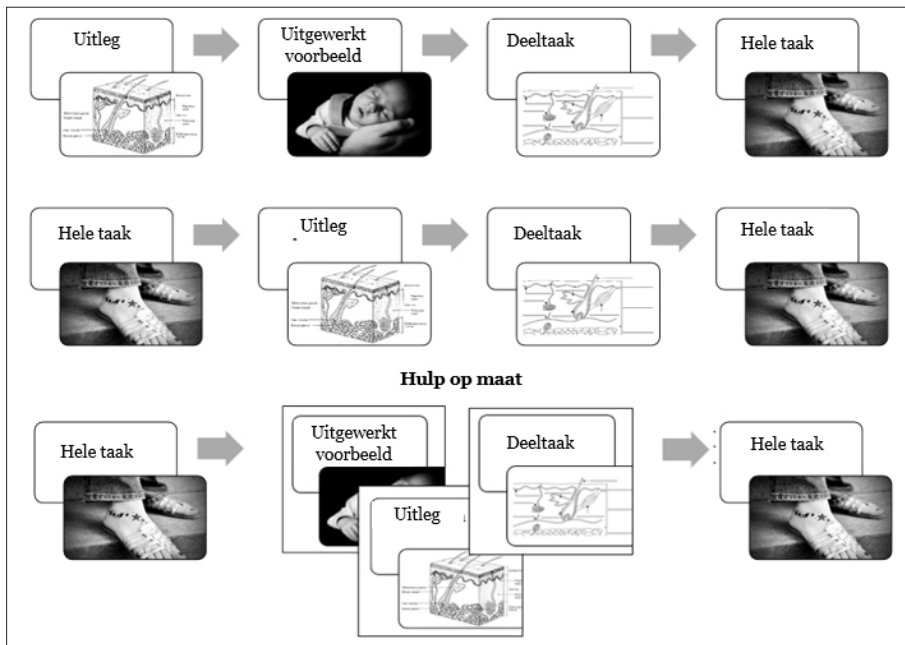 Uitleg
Uitgewerkt
voorbeeld
Deeltaak
Hele taak
Hele taak
Uitleg
Deeltaak
Hele taak
Hulp op maat
Hele taak
Uitgewerkt
voorbeeld
Uitleg
Deeltaak
Hele taak